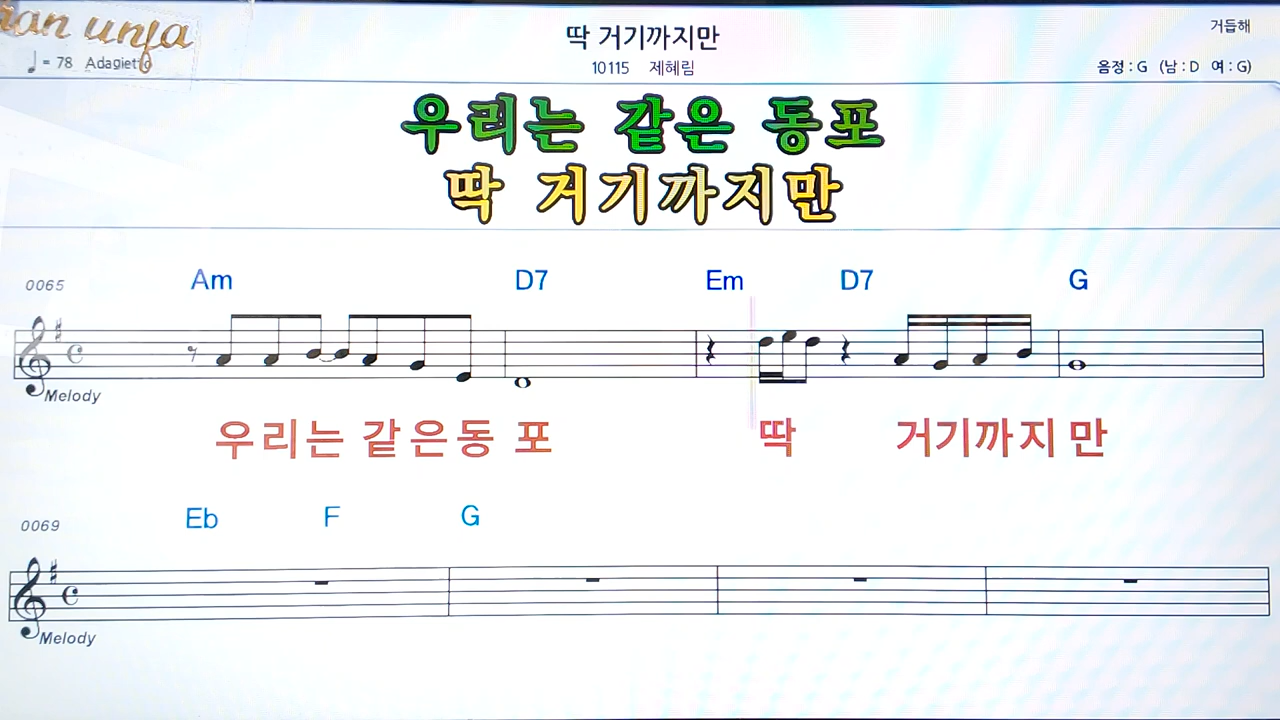 unja
딱 거기까지만
거듭해
= 78 Adagietto
10115 제혜림
음정 : G (남 : D 여 : G)
우리는 같은 동포
딱 거기까지만
0065
Am D7 Em D7 G
Melody
우리는 같은동 포 딱 거기까지 만
0069
Eb F G
Melody